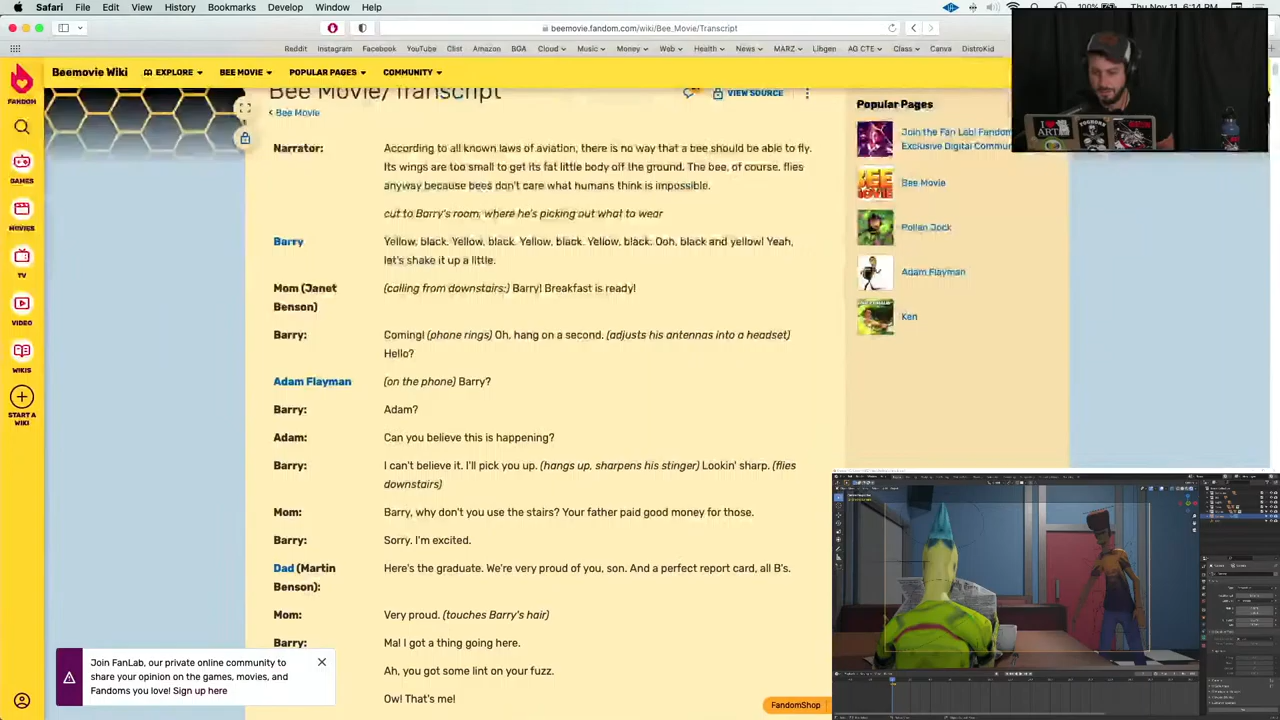 Safari File Edit View History Bookmarks Develop Window Help
Thu Nov 11 6:14 PM
beemovie.fandom.com/wiki/Bee_Movie/Transcript
Reddit Instagram Facebook YouTube Clist Amazon BGA Cloud Music Money Web Health News MARZ Libgen AG CTE Class Canva DistroKid
FANDOM
Beemovie Wiki EXPLORE BEE MOVIE POPULAR PAGES COMMUNITY
GAMES
MOVIES
TV
VIDEO
WIKIS
START A
WIKI
Bee Movie/Transcript
VIEW SOURCE
< Bee Movie
Narrator: According to all known laws of aviation, there is no way that a bee should be able to fly.
Its wings are too small to get its fat little body off the ground. The bee, of course, flies
anyway because bees don't care what humans think is impossible.
cut to Barry's room, where he's picking out what to wear
Barry Yellow, black. Yellow, black. Yellow, black. Yellow, black. Ooh, black and yellow! Yeah,
let's shake it up a little.
Mom (Janet
Benson) (calling from downstairs:) Barry! Breakfast is ready!
Barry: Coming! (phone rings) Oh, hang on a second. (adjusts his antennas into a headset)
Hello?
Adam Flayman (on the phone) Barry?
Barry: Adam?
Adam: Can you believe this is happening?
Barry: I can't believe it. I'll pick you up. (hangs up, sharpens his stinger) Lookin' sharp. (flies
downstairs)
Mom: Barry, why don't you use the stairs? Your father paid good money for those.
Barry: Sorry. I'm excited.
Dad (Martin
Benson): Here's the graduate. We're very proud of you, son. And a perfect report card, all B's.
Mom: Very proud. (touches Barry's hair)
Barry: Ma! I got a thing going here.
Ah, you got some lint on your fuzz.
Ow! That's me!
Popular Pages
Join the Fan Lab! Fandom
Exclusive Digital Commun
Bee Movie
Pollen Jock
Adam Flayman
Ken
Join FanLab, our private online community to
share your opinion on the games, movies, and
Fandoms you love! Sign up here
FandomShop